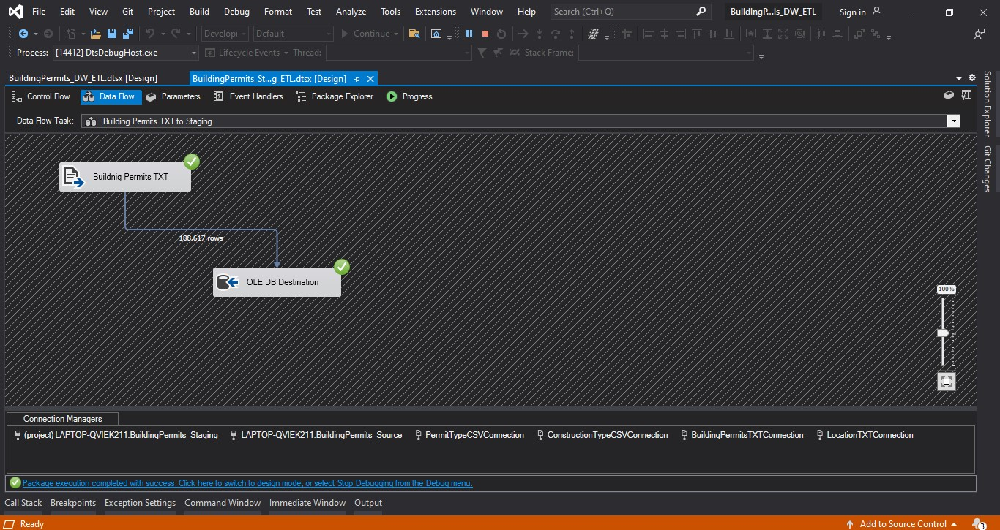 File Edit View Git Project Build Debug Format Test Analyze Tools Extensions Window Help Search (Ctrl+Q) BuildingP...is_DW_ETL Sign in
Developi Default Continue
Process: [14412] DtsDebugHost.exe Lifecycle Events Thread: Stack Frame:
BuildingPermits_DW_ETL.dtsx [Design] BuildingPermits_St...g_ETL.dtsx [Design]
Control Flow Data Flow Parameters Event Handlers Package Explorer Progress
Data Flow Task: Building Permits TXT to Staging
Solution Explorer
Git Changes
Buildnig Permits TXT
188,617 rows
OLE DB Destination
100%
Connection Managers
(project) LAPTOP-QVIEK211.BuildingPermits_Staging LAPTOP-QVIEK211.BuildingPermits_Source PermitTypeCSVConnection ConstructionTypeCSVConnection BuildingPermitsTXTConnection LocationTXTConnection
Package execution completed with success. Click here to switch to design mode, or select Stop Debugging from the Debug menu.
Call Stack Breakpoints Exception Settings Command Window Immediate Window Output
Ready Add to Source Control 3